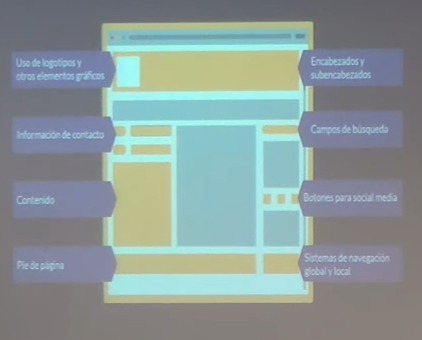 Uso de logotipos y
otros elementos gráficos
Información de contacto
Contenido
Pie de página
Encabezados y
subencabezados
Campos de búsqueda
Botones para social media
Sistemas de navegación
global y local